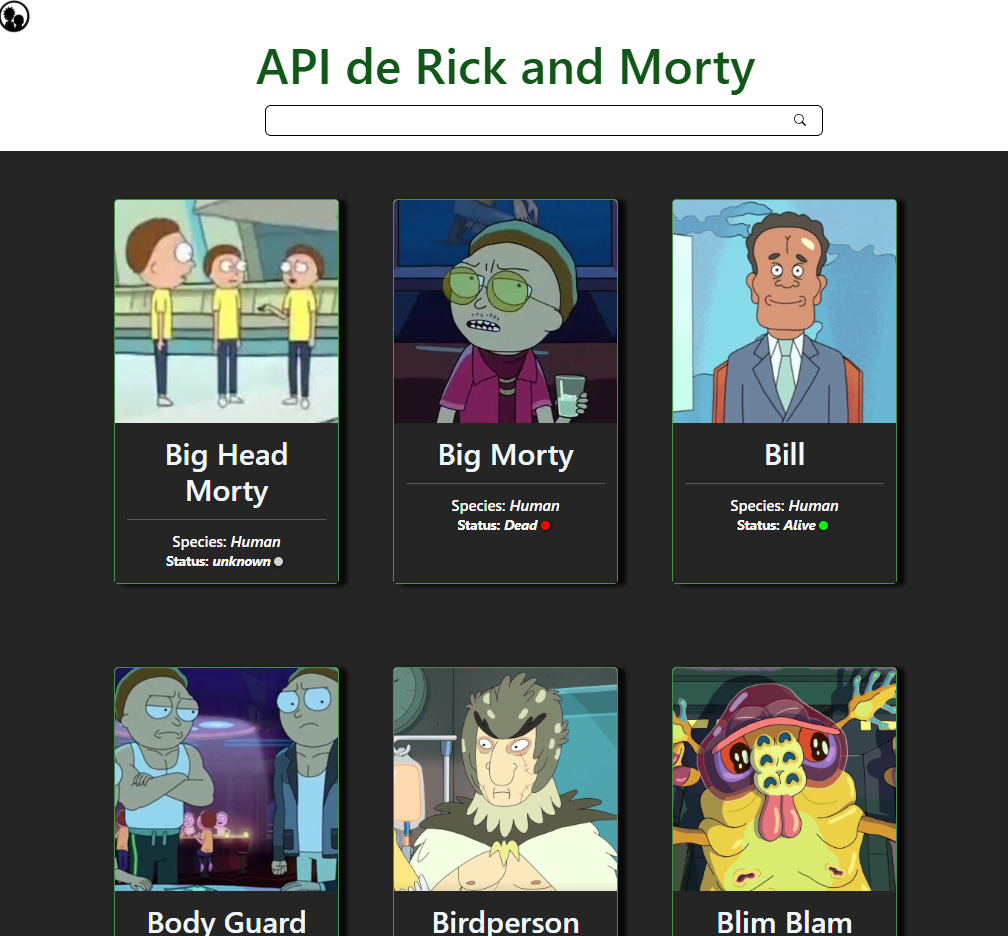 API de Rick and Morty
Big Head
Morty
Species: Human
Status: unknown
Big Morty
Species: Human
Status: Dead
Bill
Species: Human
Status: Alive
Body Guard
Birdperson
Blim Blam